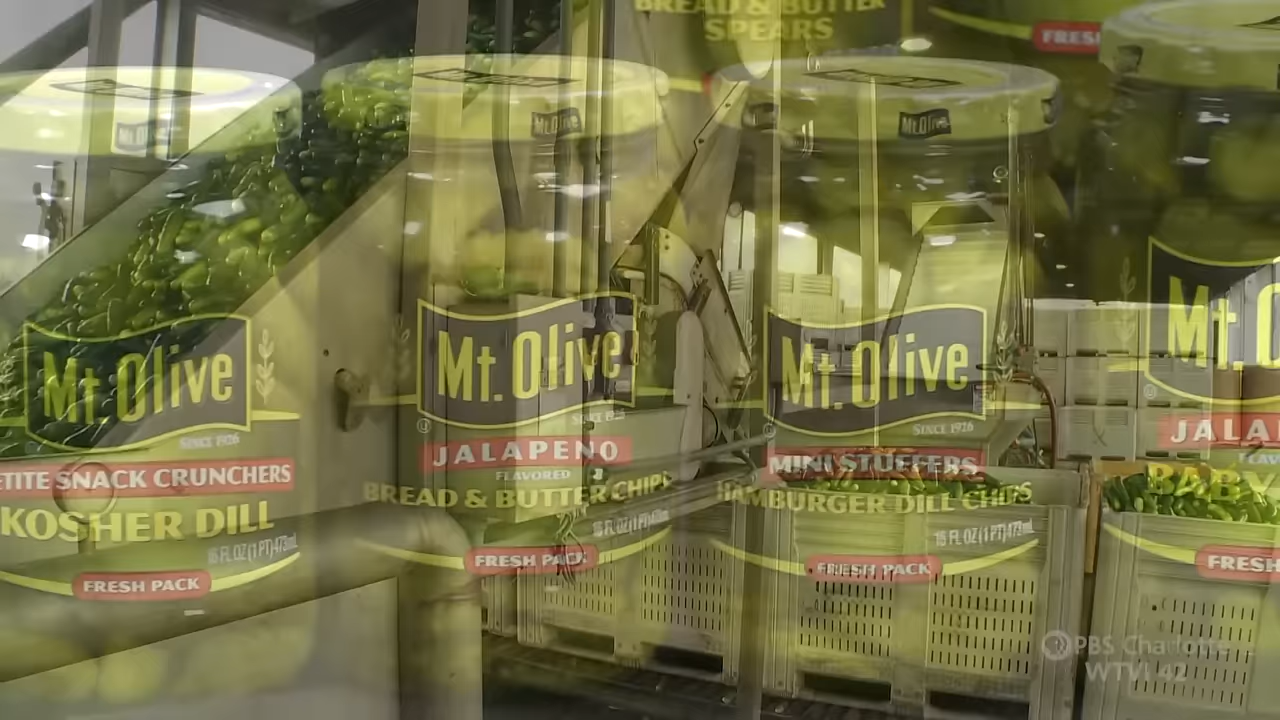 BREAD & BUTTER
SPEARS
FRESH
Mt. Olive
Mt. Olive
Mt. Olive
Mt. Olive
SINCE 1926
TITE SNACK CRUNCHERS
KOSHER DILL
16 FL OZ (1 PT) 473mL
FRESH PACK
Mt. Olive
SINCE 1926
JALAPENO
FLAVORED
BREAD & BUTTER CHIPS
16 FL OZ (1 PT) 473mL
FRESH PACK
Mt. Olive
SINCE 1926
MINI STUFFERS
HAMBURGER DILL CHIPS
16 FL OZ (1 PT) 473mL
FRESH PACK
Mt. O
JALA
FLAV
BABY
FRESH
PBS Charlotte
WTVI 42